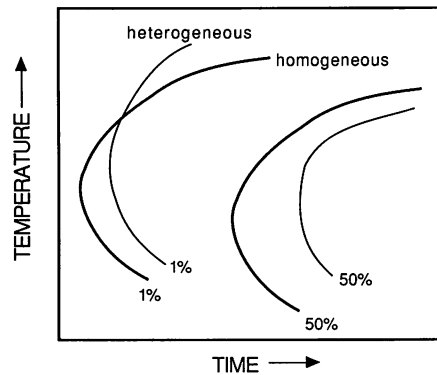 heterogeneous
homogeneous
TEMPERATURE
1%
1%
50%
50%
TIME